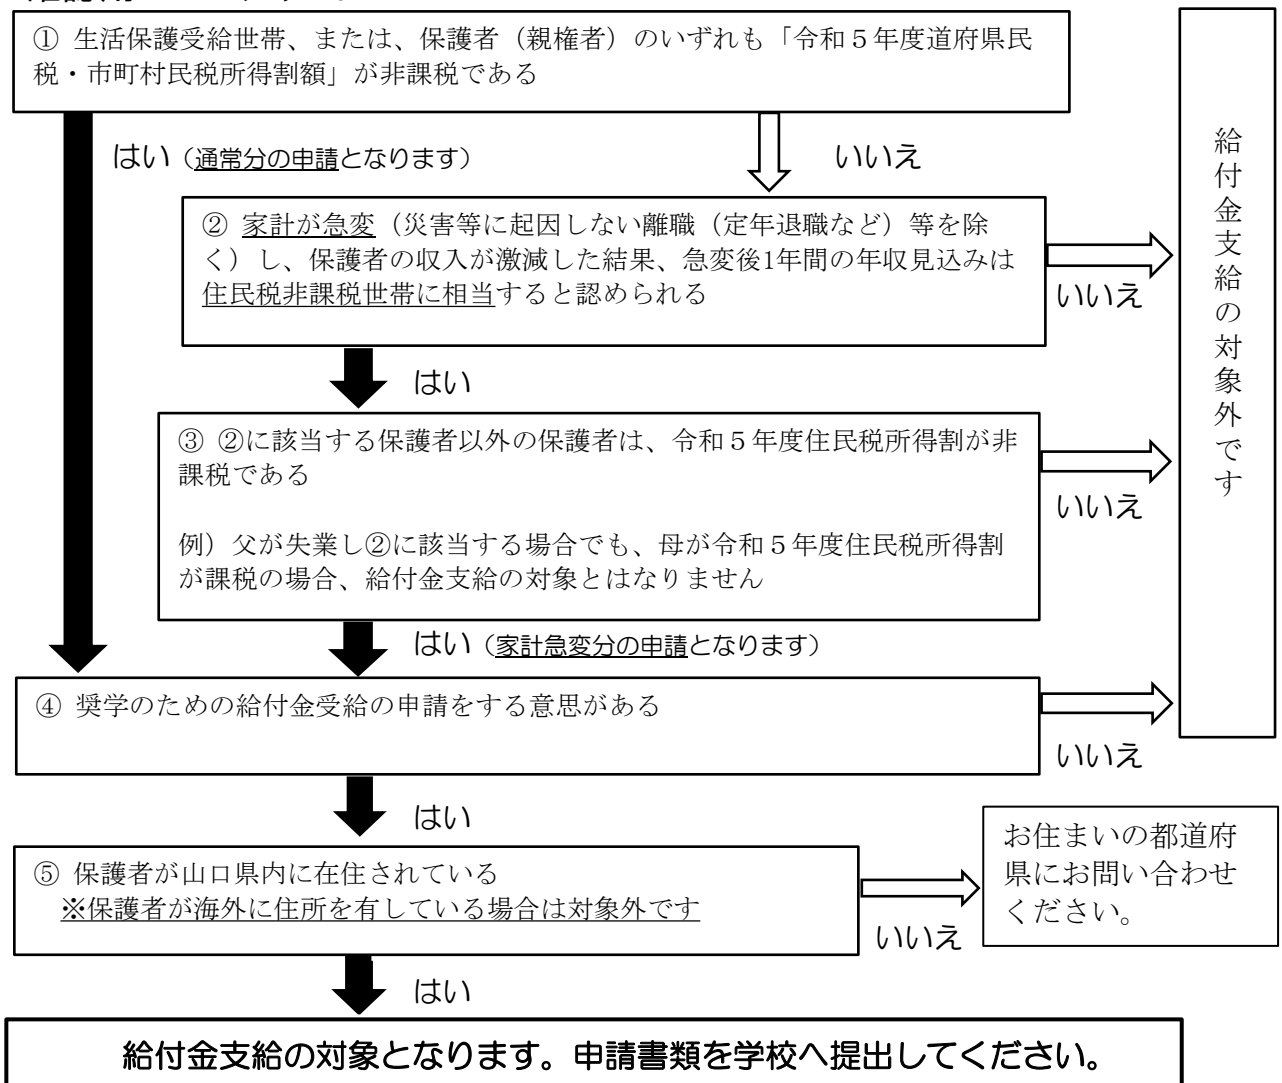 ① 生活保護受給世帯、または、保護者（親権者）のいずれも「令和５年度道府県民
税・市町村民税所得割額」が非課税である
はい（通常分の申請となります）
いいえ
② 家計が急変（災害等に起因しない離職（定年退職など）等を除
く）し、保護者の収入が激減した結果、急変後1年間の年収見込みは
住民税非課税世帯に相当すると認められる
いいえ
はい
③ ②に該当する保護者以外の保護者は、令和５年度住民税所得割が非
課税である
例）父が失業し②に該当する場合でも、母が令和５年度住民税所得割
が課税の場合、給付金支給の対象とはなりません
いいえ
はい（家計急変分の申請となります）
④ 奨学のための給付金受給の申請をする意思がある
いいえ
給付金支給の対象外です
はい
⑤ 保護者が山口県内に在住されている
※保護者が海外に住所を有している場合は対象外です
いいえ
お住まいの都道府
県にお問い合わせ
ください。
はい
給付金支給の対象となります。申請書類を学校へ提出してください。